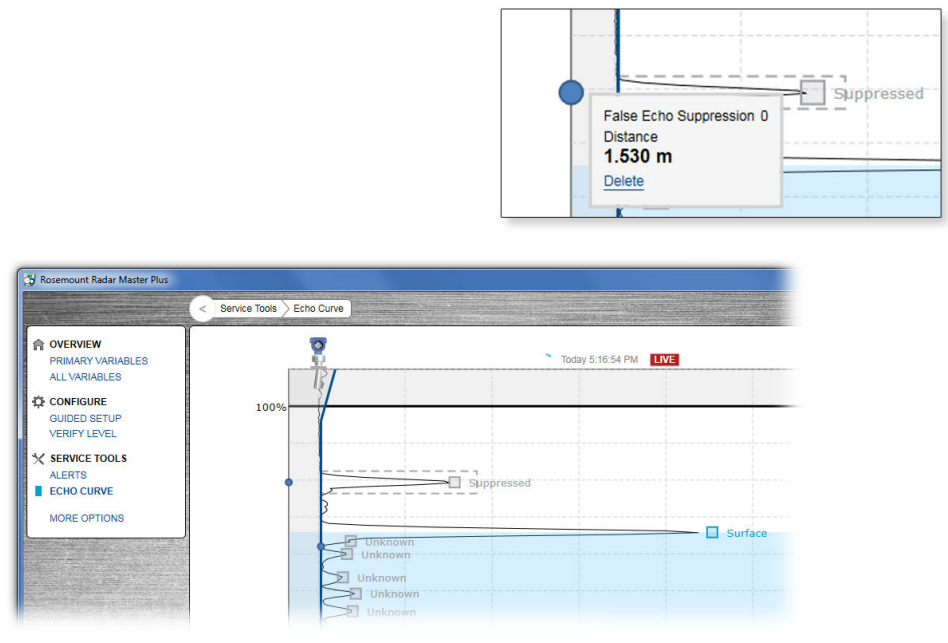 Suppressed
False Echo Suppression 0
Distance
1.530 m
Delete
Rosemount Radar Master Plus
< Service Tools Echo Curve
OVERVIEW
PRIMARY VARIABLES
ALL VARIABLES
CONFIGURE
GUIDED SETUP
VERIFY LEVEL
SERVICE TOOLS
ALERTS
ECHO CURVE
MORE OPTIONS
Today 5:16:54 PM LIVE
100%
Suppressed
Surface
Unknown
Unknown
Unknown
Unknown
Unknown